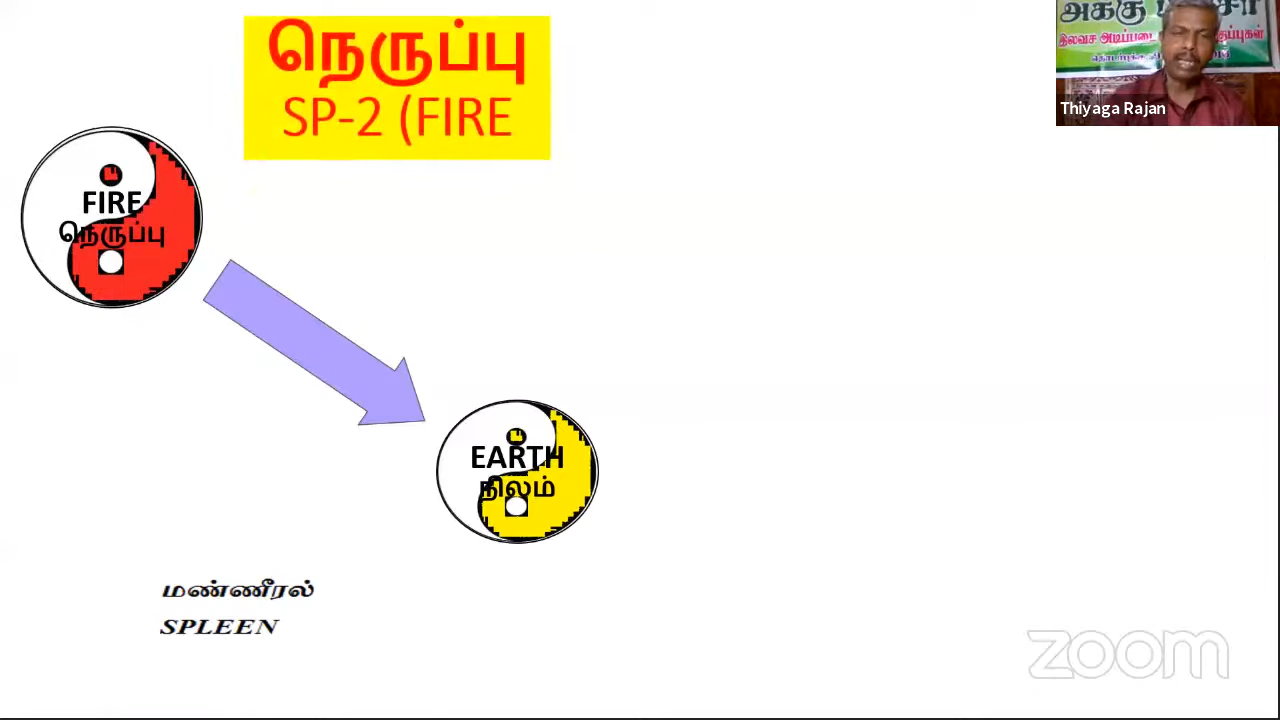 நெருப்பு
SP-2 (FIRE
FIRE
நெருப்பு
EARTH
நிலம்
மண்ணீரல்
SPLEEN
Thiyaga Rajan
zoom